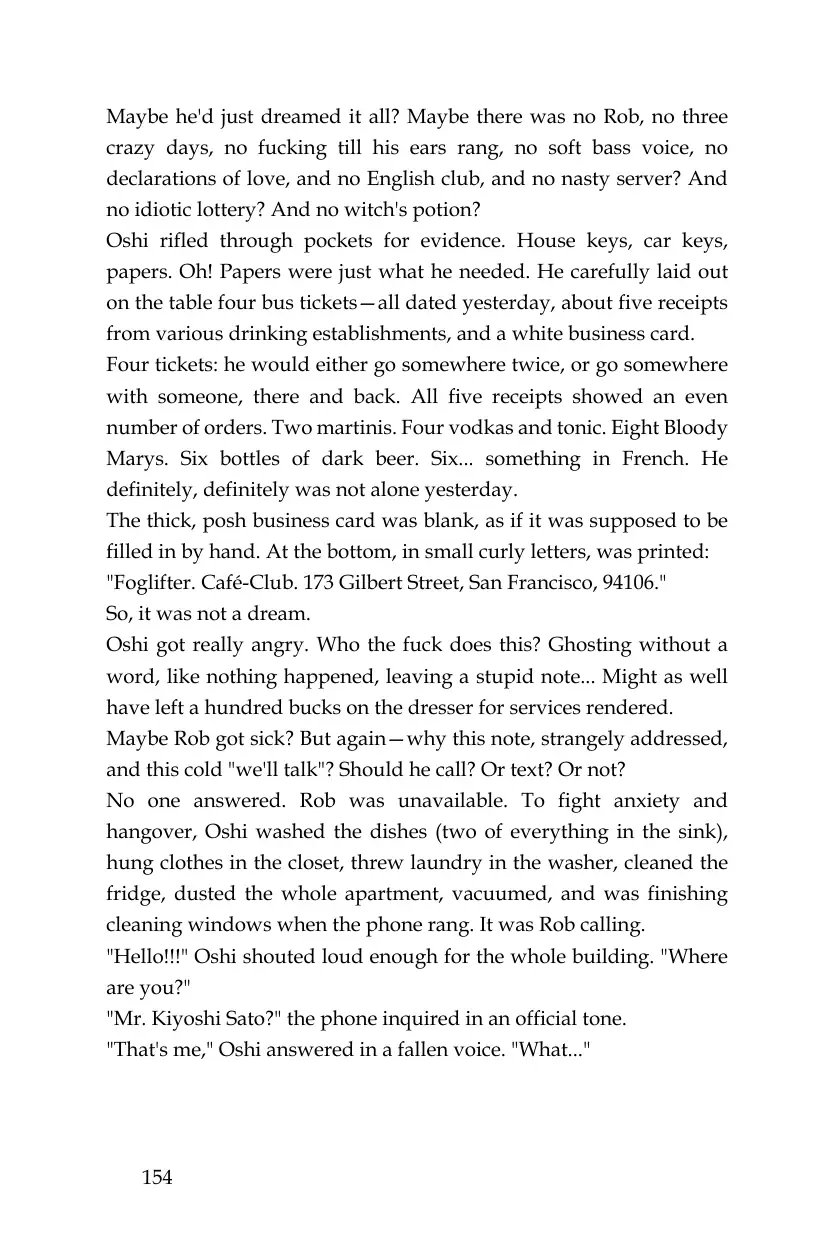 Maybe he'd just dreamed it all? Maybe there was no Rob, no three
crazy days, no fucking till his ears rang, no soft bass voice, no
declarations of love, and no English club, and no nasty server? And
no idiotic lottery? And no witch's potion?
Oshi rifled through pockets for evidence. House keys, car keys,
papers. Oh! Papers were just what he needed. He carefully laid out
on the table four bus tickets—all dated yesterday, about five receipts
from various drinking establishments, and a white business card.
Four tickets: he would either go somewhere twice, or go somewhere
with someone, there and back. All five receipts showed an even
number of orders. Two martinis. Four vodkas and tonic. Eight Bloody
Marys. Six bottles of dark beer. Six... something in French. He
definitely, definitely was not alone yesterday.
The thick, posh business card was blank, as if it was supposed to be
filled in by hand. At the bottom, in small curly letters, was printed:
"Foglifter. Café-Club. 173 Gilbert Street, San Francisco, 94106."
So, it was not a dream.
Oshi got really angry. Who the fuck does this? Ghosting without a
word, like nothing happened, leaving a stupid note... Might as well
have left a hundred bucks on the dresser for services rendered.
Maybe Rob got sick? But again—why this note, strangely addressed,
and this cold "we'll talk"? Should he call? Or text? Or not?
No one answered. Rob was unavailable. To fight anxiety and
hangover, Oshi washed the dishes (two of everything in the sink),
hung clothes in the closet, threw laundry in the washer, cleaned the
fridge, dusted the whole apartment, vacuumed, and was finishing
cleaning windows when the phone rang. It was Rob calling.
"Hello!!!" Oshi shouted loud enough for the whole building. "Where
are you?"
"Mr. Kiyoshi Sato?" the phone inquired in an official tone.
"That's me," Oshi answered in a fallen voice. "What..."
154